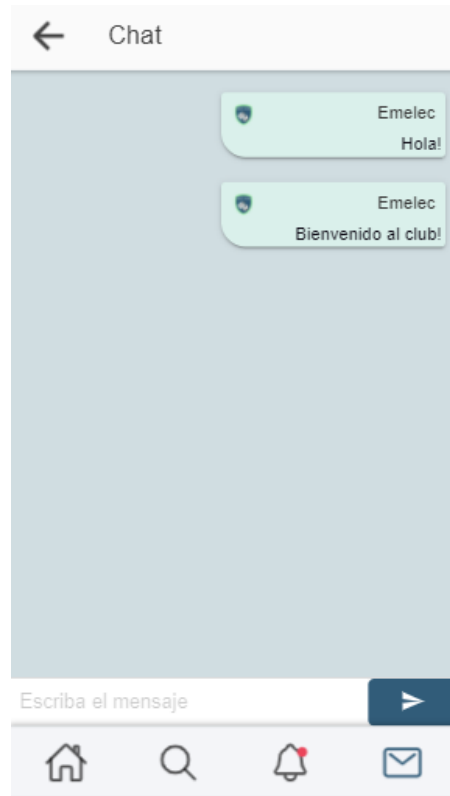 Chat
Emelec
Hola!
Emelec
Bienvenido al club!
Escriba el mensaje